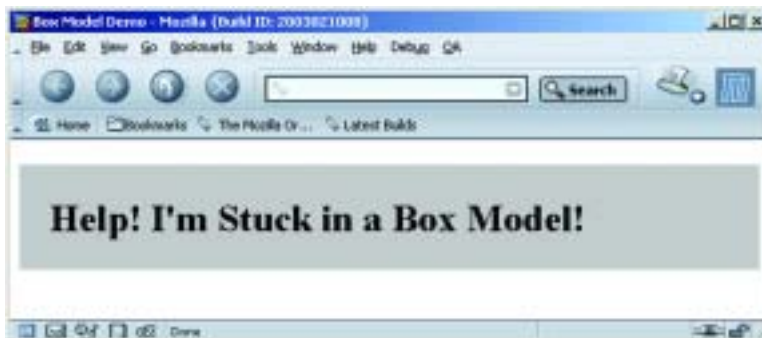 Box Model Demo - Mozilla {Build ID: 2003021008}
File Edit View Go Bookmarks Tools Window Help Debug QA
Search
Home Bookmarks The Mozilla Or... Latest Builds
Help! I'm Stuck in a Box Model!
Done